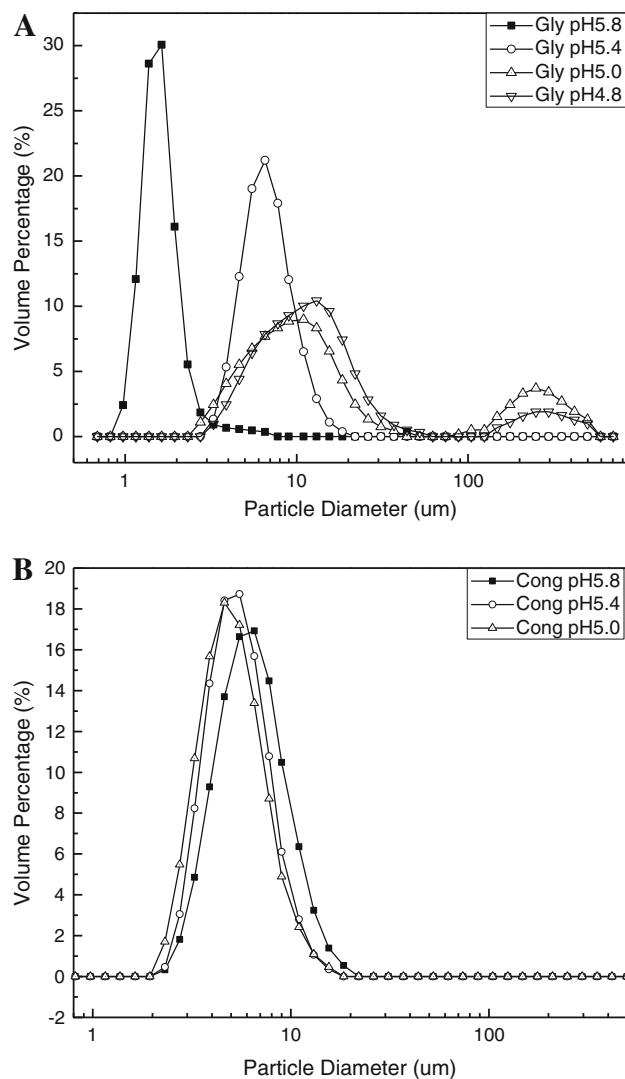 A
Gly pH5.8
Gly pH5.4
Gly pH5.0
Gly pH4.8
30
25
20
15
10
5
0
Volume Percentage (%)
1
10
100
Particle Diameter (um)
B
Cong pH5.8
Cong pH5.4
Cong pH5.0
20
18
16
14
12
10
8
6
4
2
0
-2
Volume Percentage (%)
1
10
100
Particle Diameter (um)